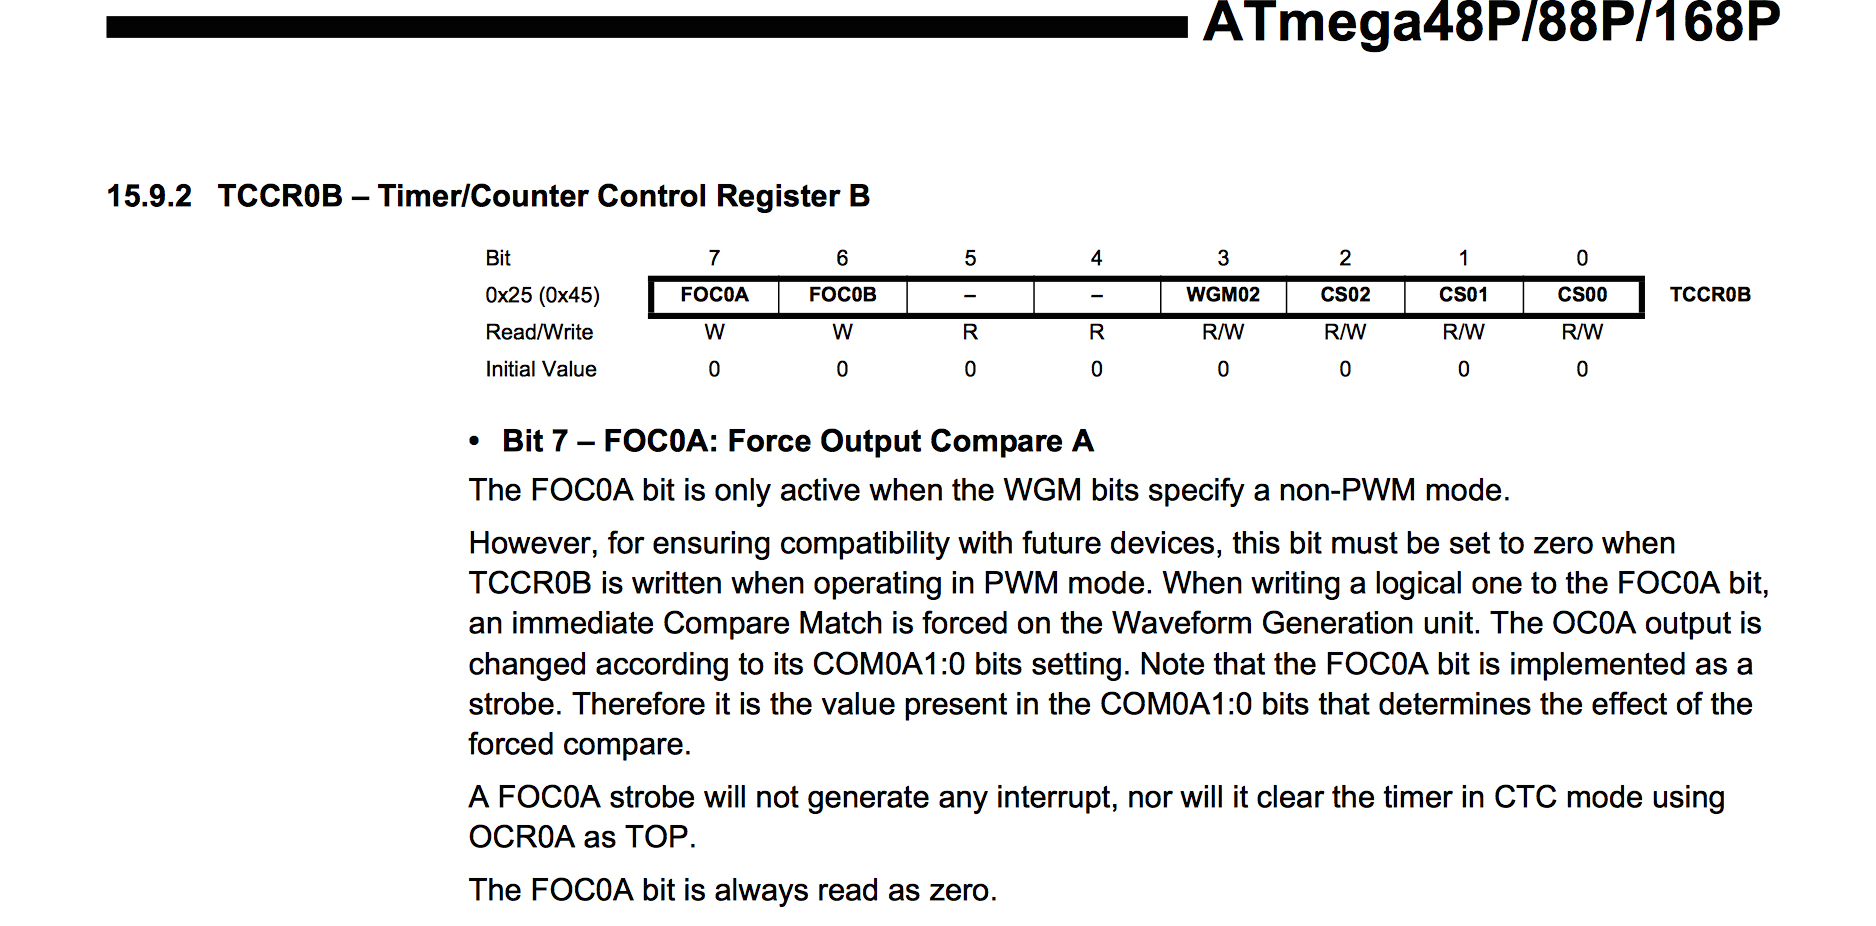 ATmega48P/88P/168P
15.9.2 TCCR0B – Timer/Counter Control Register B
Bit 7 6 5 4 3 2 1 0
0x25 (0x45) FOC0A FOC0B – – WGM02 CS02 CS01 CS00 TCCR0B
Read/Write W W R R R/W R/W R/W R/W
Initial Value 0 0 0 0 0 0 0 0
• Bit 7 – FOC0A: Force Output Compare A
The FOC0A bit is only active when the WGM bits specify a non-PWM mode.
However, for ensuring compatibility with future devices, this bit must be set to zero when
TCCR0B is written when operating in PWM mode. When writing a logical one to the FOC0A bit,
an immediate Compare Match is forced on the Waveform Generation unit. The OC0A output is
changed according to its COM0A1:0 bits setting. Note that the FOC0A bit is implemented as a
strobe. Therefore it is the value present in the COM0A1:0 bits that determines the effect of the
forced compare.
A FOC0A strobe will not generate any interrupt, nor will it clear the timer in CTC mode using
OCR0A as TOP.
The FOC0A bit is always read as zero.